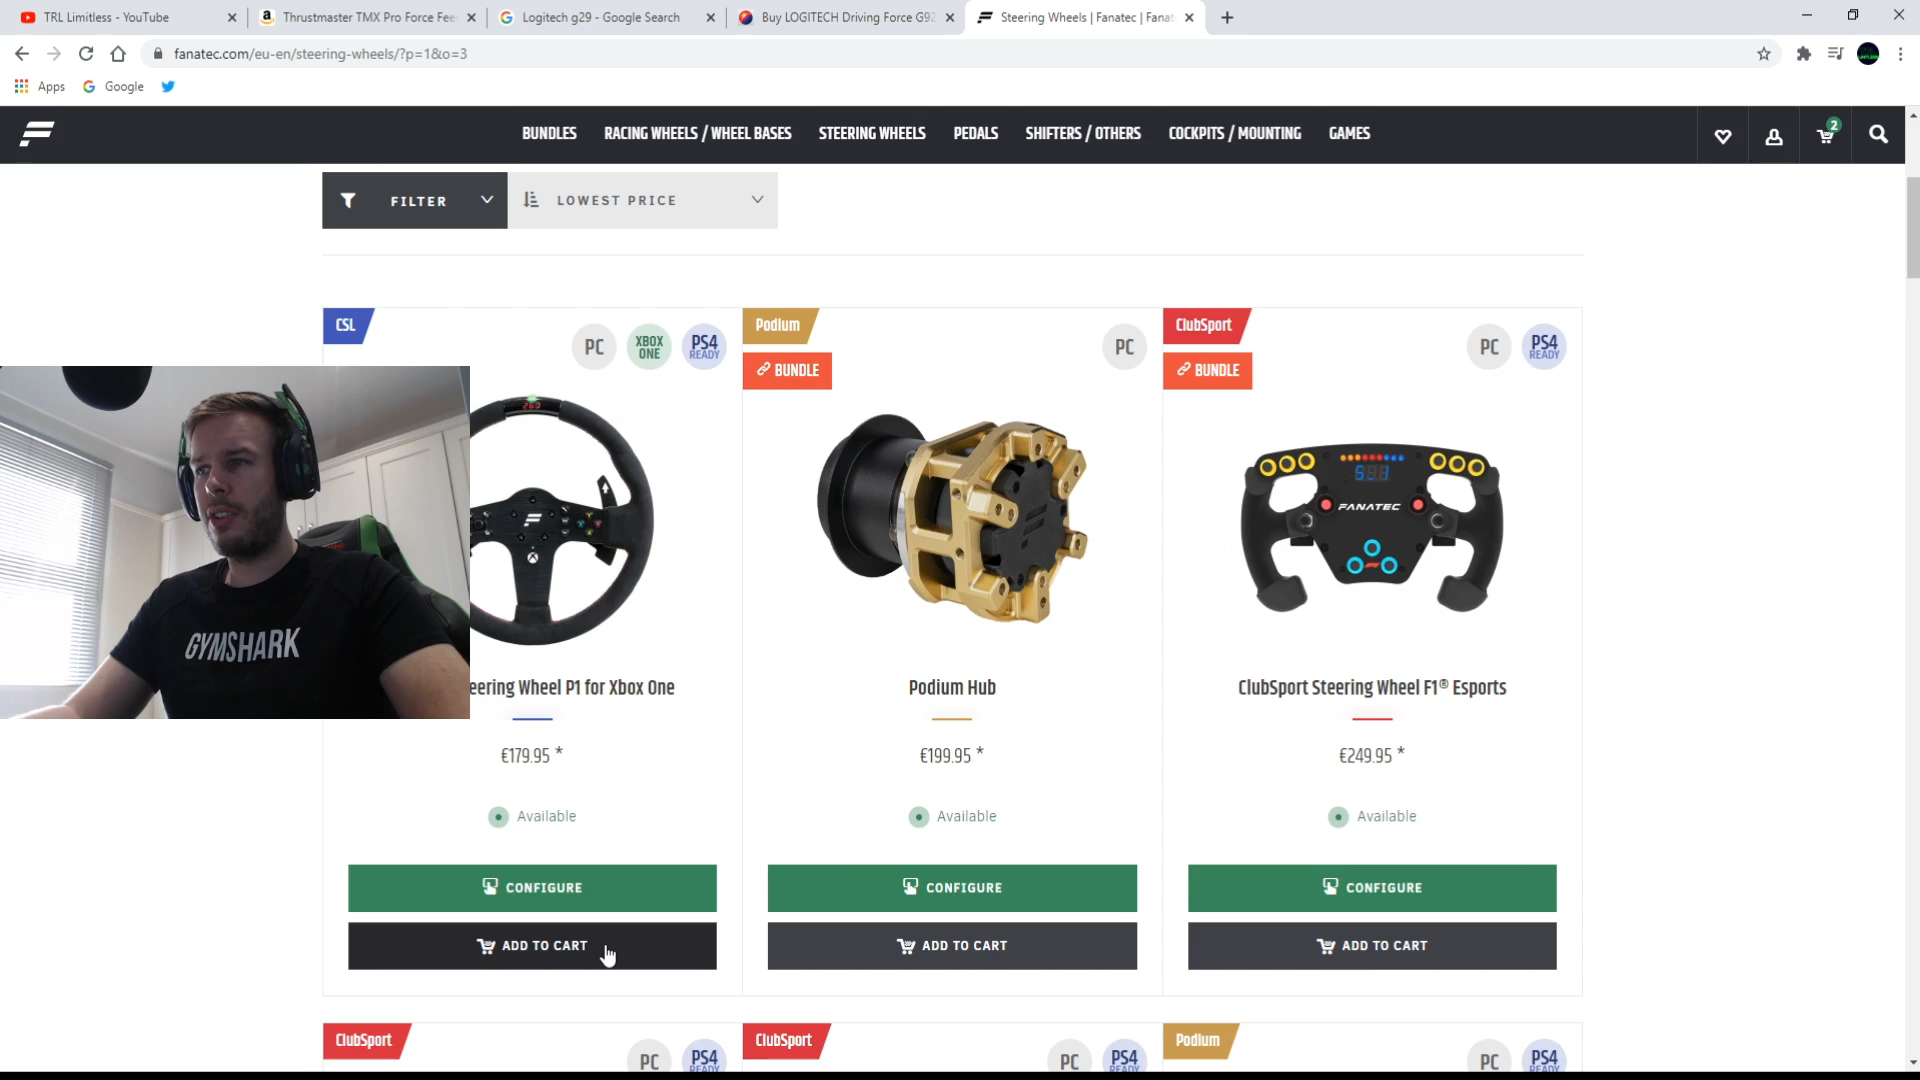 TRL Limitless - YouTube
Thrustmaster TMX Pro Force Fee
Logitech g29 - Google Search
Buy LOGITECH Driving Force G92
Steering Wheels | Fanatec | Fanat
fanatec.com/eu-en/steering-wheels/?p=1&o=3
Apps
Google
BUNDLES
RACING WHEELS / WHEEL BASES
STEERING WHEELS
PEDALS
SHIFTERS / OTHERS
COCKPITS / MOUNTING
GAMES
2
FILTER
LOWEST PRICE
CSL
PC
XBOX ONE
PS4 READY
Podium
BUNDLE
PC
ClubSport
BUNDLE
PC
PS4 READY
260
FANATEC
GYMSHARK
eering Wheel P1 for Xbox One
Podium Hub
ClubSport Steering Wheel F1® Esports
€179.95 *
€199.95 *
€249.95 *
Available
Available
Available
CONFIGURE
CONFIGURE
CONFIGURE
ADD TO CART
ADD TO CART
ADD TO CART
ClubSport
PC
PS4 READY
ClubSport
PC
PS4 READY
Podium
PC
PS4 READY